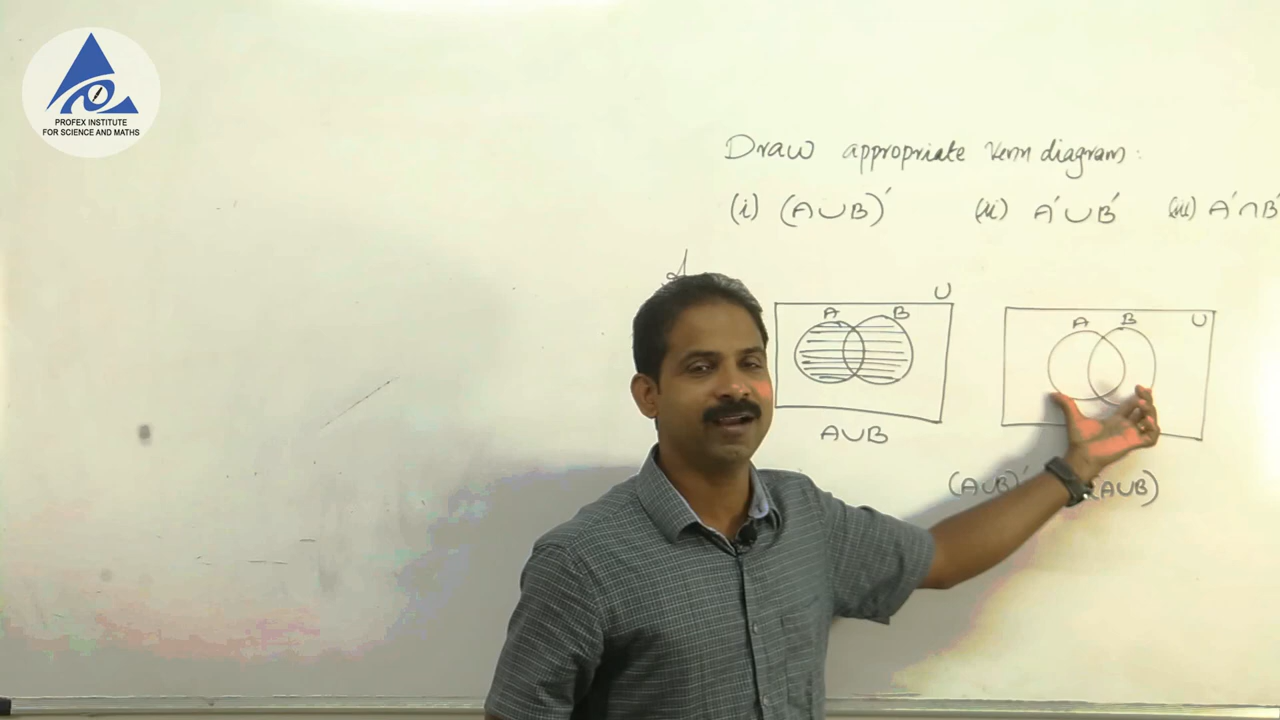 PROFEX INSTITUTE
FOR SCIENCE AND MATHS
Draw appropriate Venn diagram:
(i) (A∪B)′ (ii) A′∪B′ (iii) A′∩B′
A B U
A B U
A∪B
(A∪B)′ (A∪B)